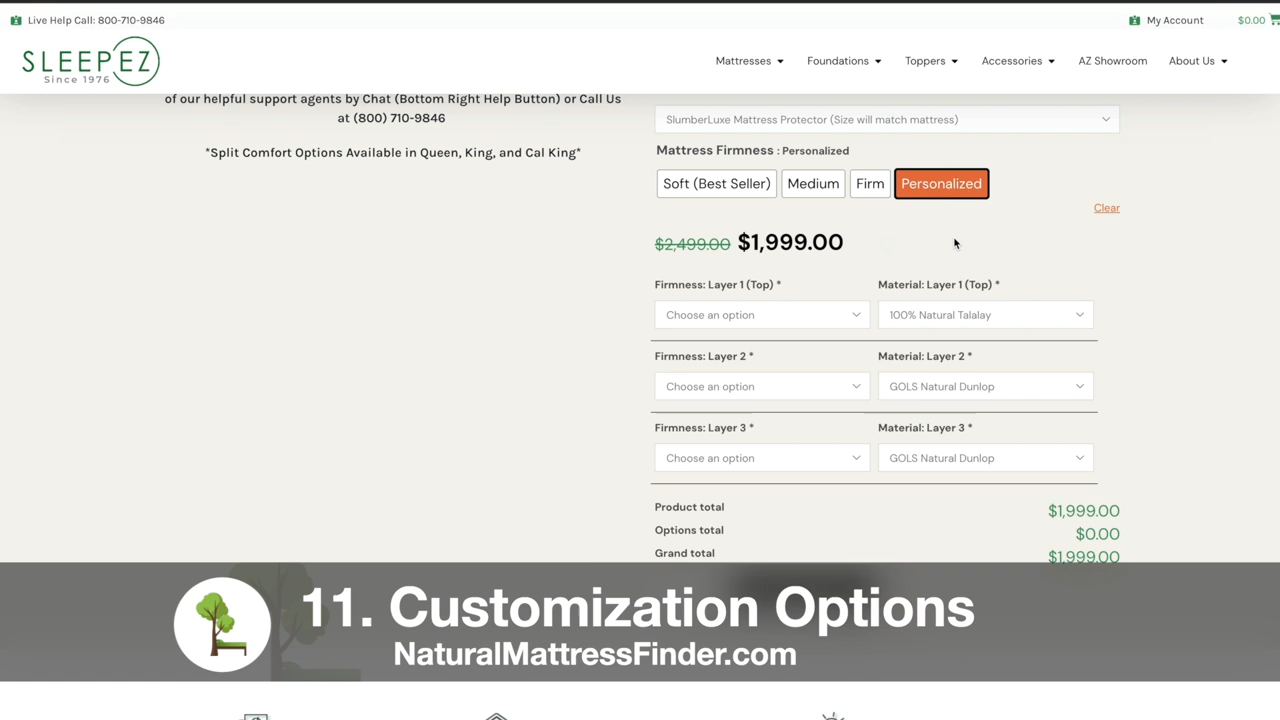 Live Help Call: 800-710-9846
My Account
$0.00
SLEEPEZ
Since 1976
Mattresses
Foundations
Toppers
Accessories
AZ Showroom
About Us
of our helpful support agents by Chat (Bottom Right Help Button) or Call Us
at (800) 710-9846
*Split Comfort Options Available in Queen, King, and Cal King*
SlumberLuxe Mattress Protector (Size will match mattress)
Mattress Firmness : Personalized
Soft (Best Seller)
Medium
Firm
Personalized
Clear
$2,499.00 $1,999.00
Firmness: Layer 1 (Top) *
Material: Layer 1 (Top) *
Choose an option
100% Natural Talalay
Firmness: Layer 2 *
Material: Layer 2 *
Choose an option
GOLS Natural Dunlop
Firmness: Layer 3 *
Material: Layer 3 *
Choose an option
GOLS Natural Dunlop
Product total
$1,999.00
Options total
$0.00
Grand total
$1,999.00
11. Customization Options
NaturalMattressFinder.com